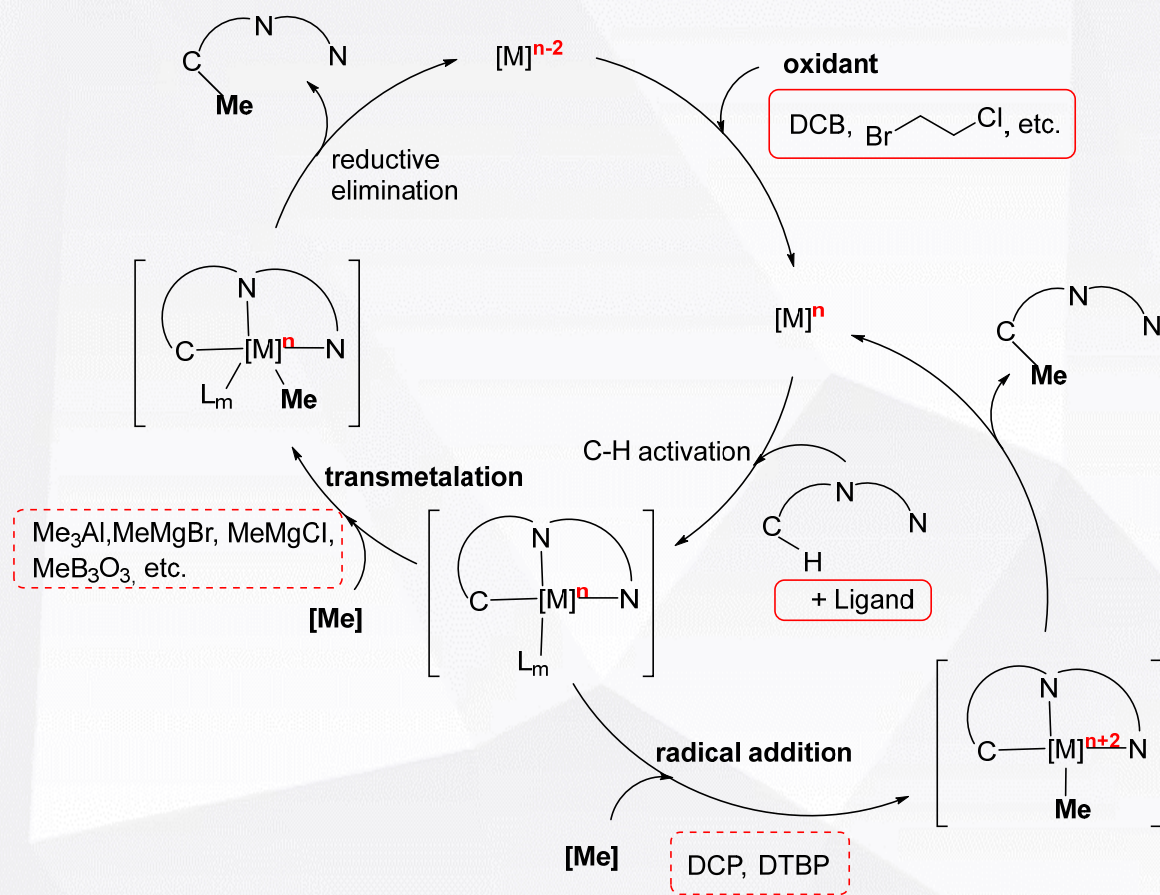 N
C
N
Me
[M]n-2
oxidant
DCB, Br Cl, etc.
reductive
elimination
N
C [M]n N
Lm Me
[M]n
N
C
N
Me
C-H activation
N
C
N
H
+ Ligand
transmetalation
Me3Al,MeMgBr, MeMgCl,
MeB3O3, etc.
[Me]
N
C [M]n N
Lm
radical addition
[Me]
DCP, DTBP
N
C [M]n+2 N
Me